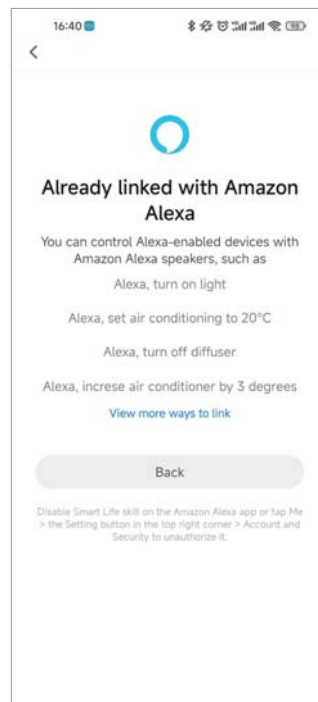 16:40
98
Already linked with Amazon
Alexa
You can control Alexa-enabled devices with
Amazon Alexa speakers, such as
Alexa, turn on light
Alexa, set air conditioning to 20°C
Alexa, turn off diffuser
Alexa, increse air conditioner by 3 degrees
View more ways to link
Back
Disable Smart Life skill on the Amazon Alexa app or tap Me
> the Setting button in the top right corner > Account and
Security to unauthorize it.